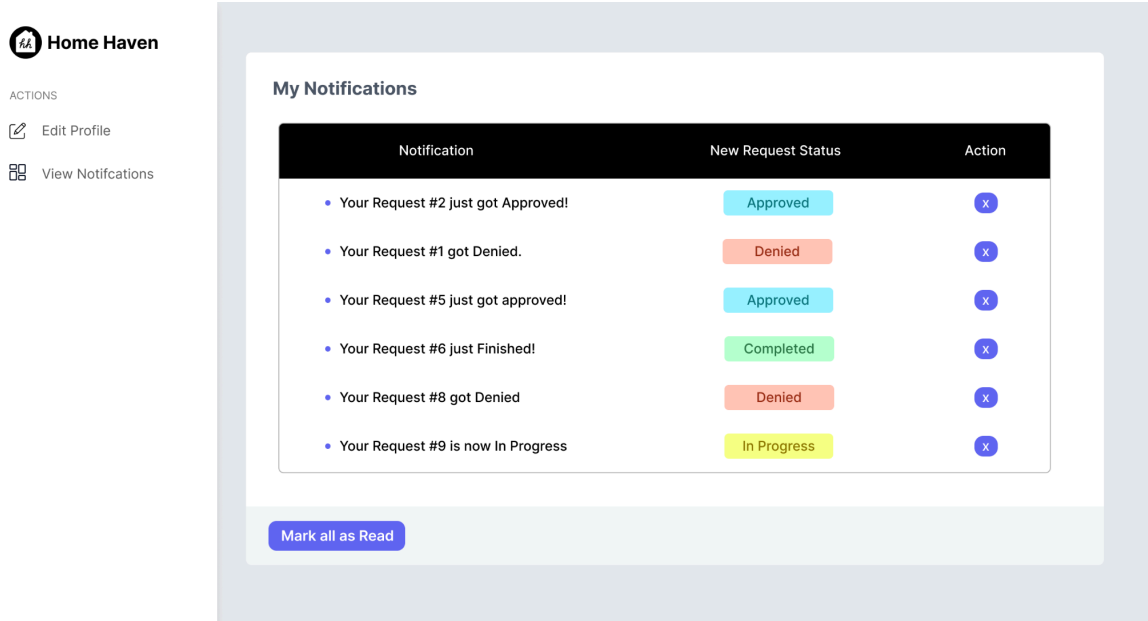 hh Home Haven
ACTIONS
Edit Profile
View Notifcations
My Notifications
Notification New Request Status Action
Your Request #2 just got Approved! Approved x
Your Request #1 got Denied. Denied x
Your Request #5 just got approved! Approved x
Your Request #6 just Finished! Completed x
Your Request #8 got Denied Denied x
Your Request #9 is now In Progress In Progress x
Mark all as Read